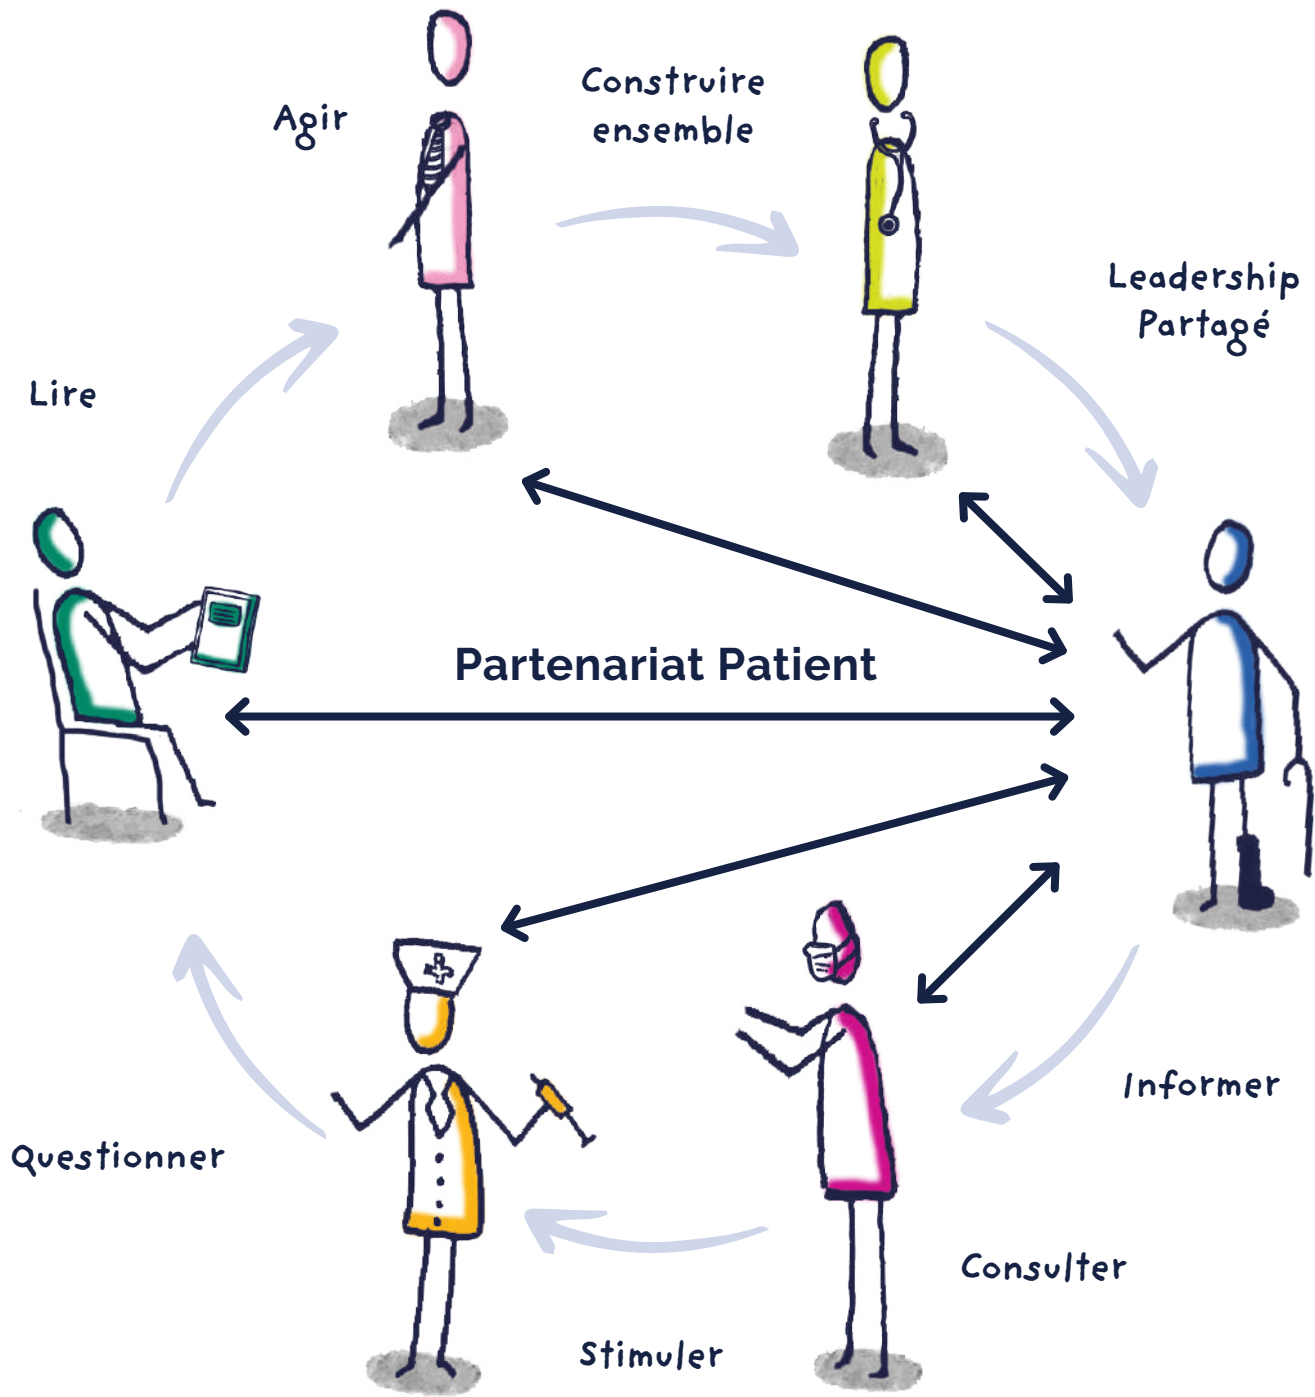 Agir
Construire
ensemble
Leadership
Partagé
Lire
Partenariat Patient
Informer
Questionner
Consulter
Stimuler